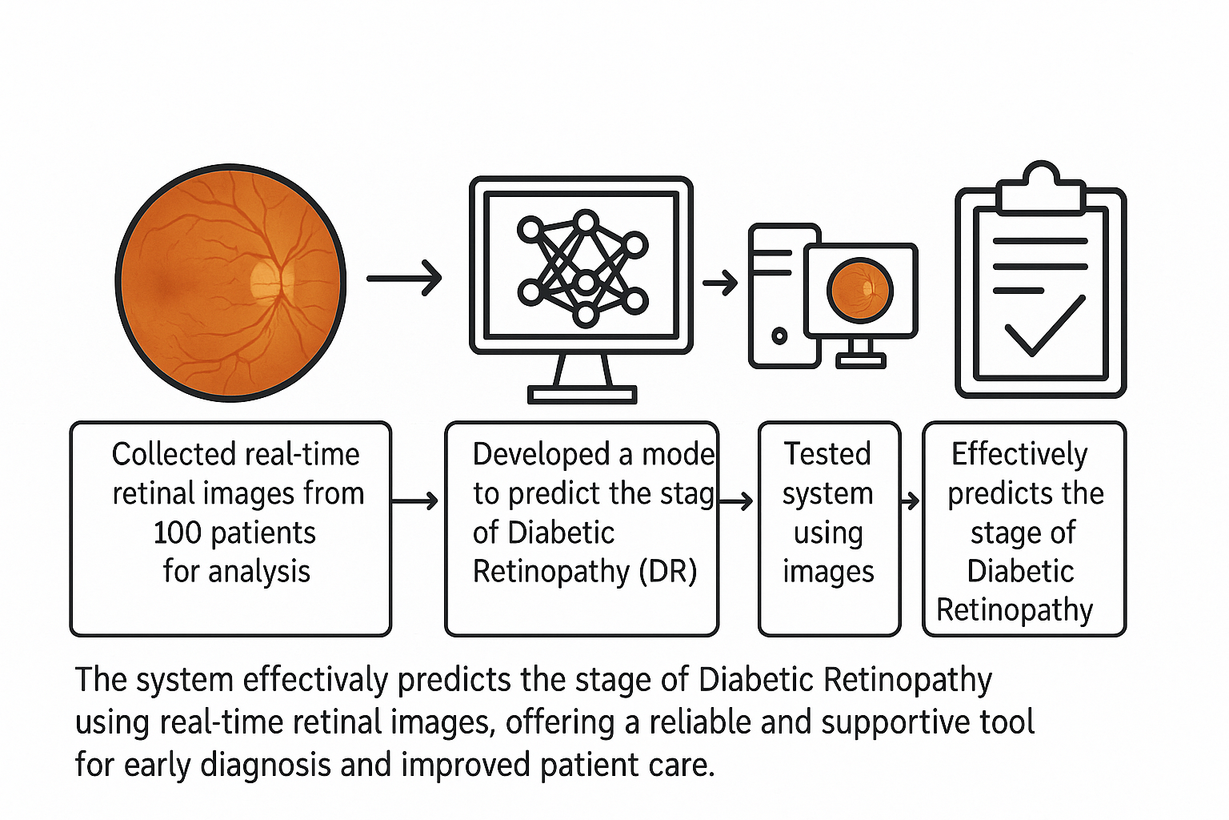 Collected real-time
retinal images from
100 patients
for analysis
Developed a mode
to predict the stag
of Diabetic
Retinopathy (DR)
Tested
system
using
images
Effectively
predicts the
stage of
Diabetic
Retinopathy
The system effectivaly predicts the stage of Diabetic Retinopathy
using real-time retinal images, offering a reliable and supportive tool
for early diagnosis and improved patient care.